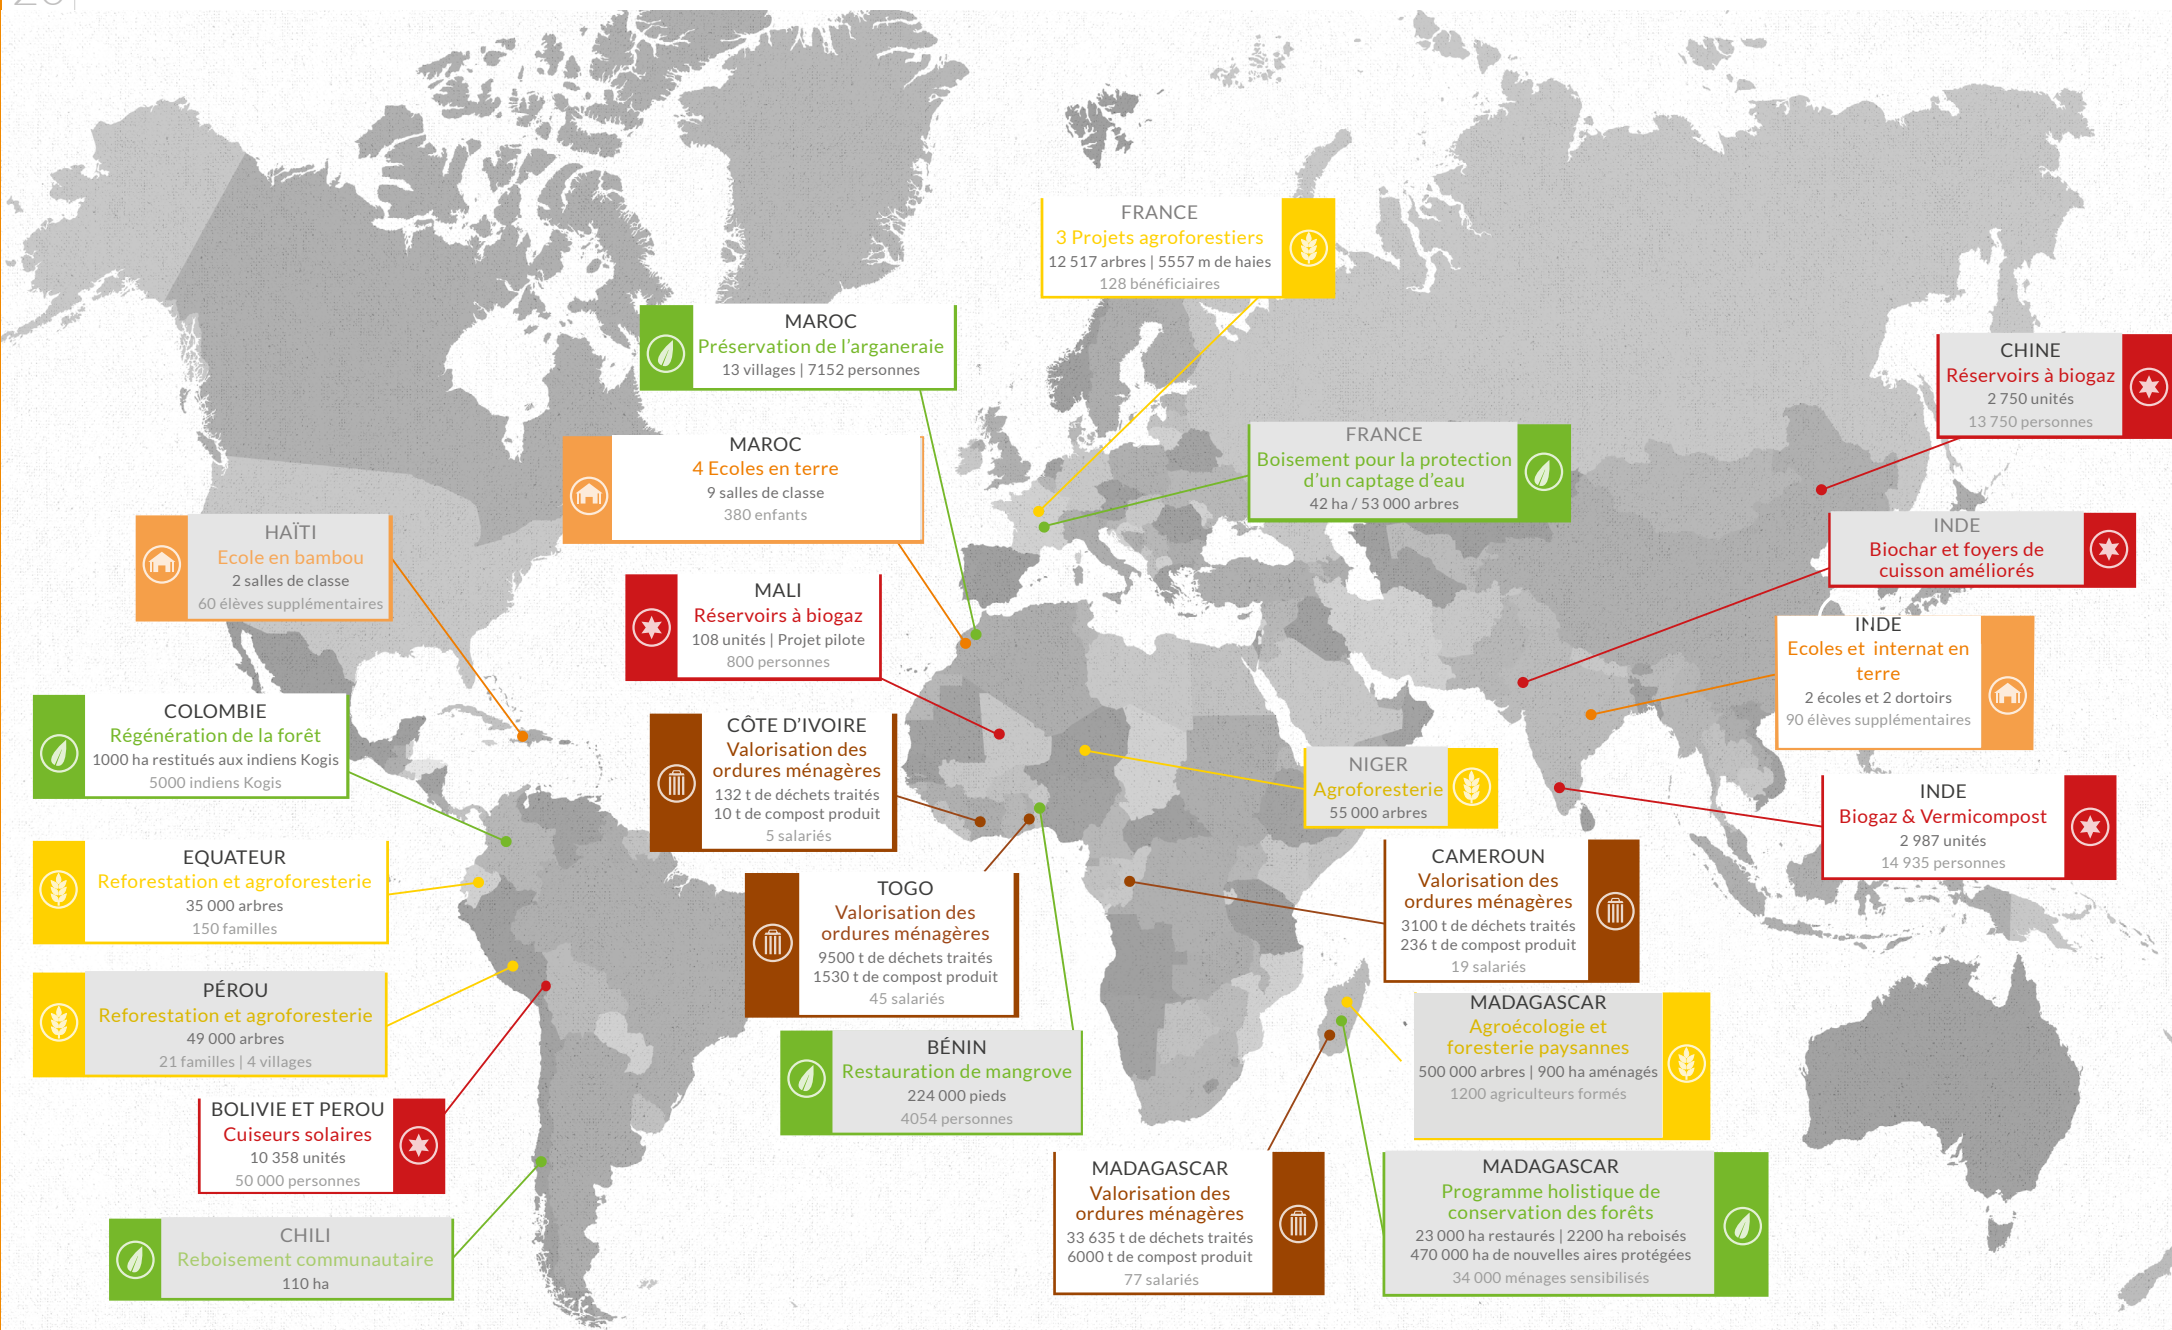 FRANCE
3 Projets agroforestiers
12 517 arbres | 5557 m de haies
128 bénéficiaires
MAROC
Préservation de l'arganeraie
13 villages | 7152 personnes
CHINE
Réservoirs à biogaz
2 750 unités
13 750 personnes
MAROC
4 Ecoles en terre
9 salles de classe
380 enfants
FRANCE
Boisement pour la protection
d'un captage d'eau
42 ha / 53 000 arbres
HAÏTI
Ecole en bambou
2 salles de classe
60 élèves supplémentaires
INDE
Biochar et foyers de
cuisson améliorés
MALI
Réservoirs à biogaz
108 unités | Projet pilote
800 personnes
INDE
Ecoles et internat en
terre
2 écoles et 2 dortoirs
90 élèves supplémentaires
COLOMBIE
Régénération de la forêt
1000 ha restitués aux indiens Kogis
5000 indiens Kogis
CÔTE D'IVOIRE
Valorisation des
ordures ménagères
132 t de déchets traités
10 t de compost produit
5 salariés
NIGER
Agroforesterie
55 000 arbres
INDE
Biogaz & Vermicompost
2 987 unités
14 935 personnes
EQUATEUR
Reforestation et agroforesterie
35 000 arbres
150 familles
TOGO
Valorisation des
ordures ménagères
9500 t de déchets traités
1530 t de compost produit
45 salariés
CAMEROUN
Valorisation des
ordures ménagères
3100 t de déchets traités
236 t de compost produit
19 salariés
PÉROU
Reforestation et agroforesterie
49 000 arbres
21 familles | 4 villages
MADAGASCAR
Agroécologie et
foresterie paysannes
500 000 arbres | 900 ha aménagés
1200 agriculteurs formés
BÉNIN
Restauration de mangrove
224 000 pieds
4054 personnes
BOLIVIE ET PEROU
Cuiseurs solaires
10 358 unités
50 000 personnes
MADAGASCAR
Valorisation des
ordures ménagères
33 635 t de déchets traités
6000 t de compost produit
77 salariés
MADAGASCAR
Programme holistique de
conservation des forêts
23 000 ha restaurés | 2200 ha reboisés
470 000 ha de nouvelles aires protégées
34 000 ménages sensibilisés
CHILI
Reboisement communautaire
110 ha